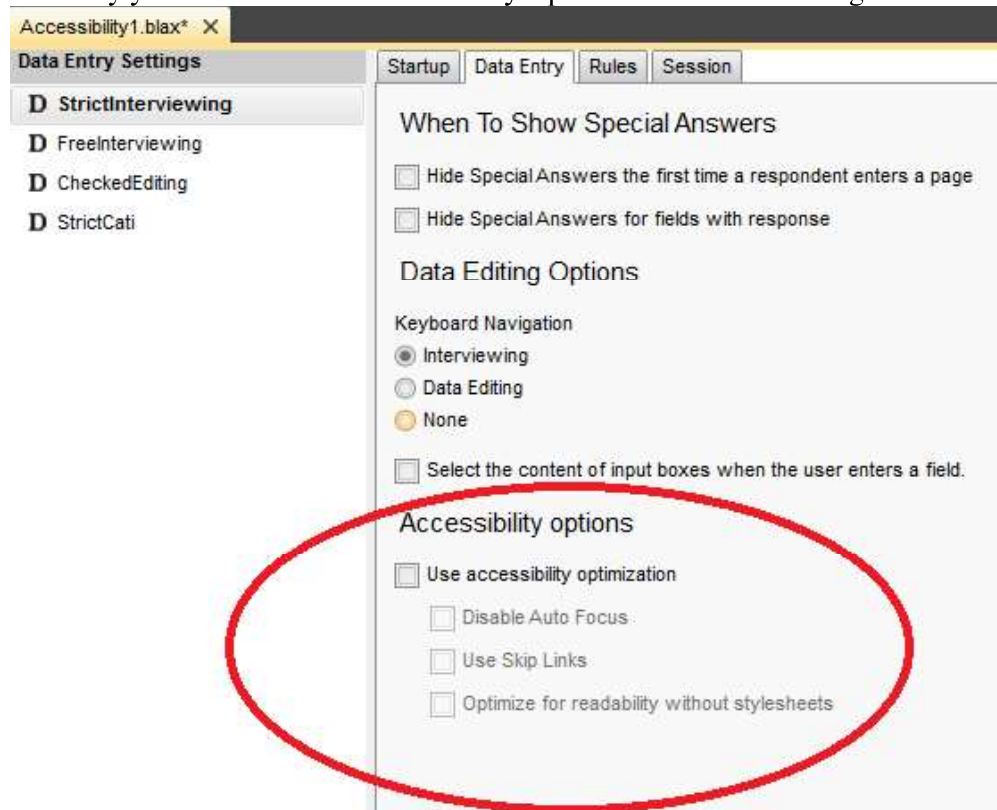 Accessibility1.blax* X
Data Entry Settings
D StrictInterviewing
D FreeInterviewing
D CheckedEditing
D StrictCati
Startup Data Entry Rules Session
When To Show Special Answers
Hide Special Answers the first time a respondent enters a page
Hide Special Answers for fields with response
Data Editing Options
Keyboard Navigation
Interviewing
Data Editing
None
Select the content of input boxes when the user enters a field.
Accessibility options
Use accessibility optimization
Disable Auto Focus
Use Skip Links
Optimize for readability without stylesheets